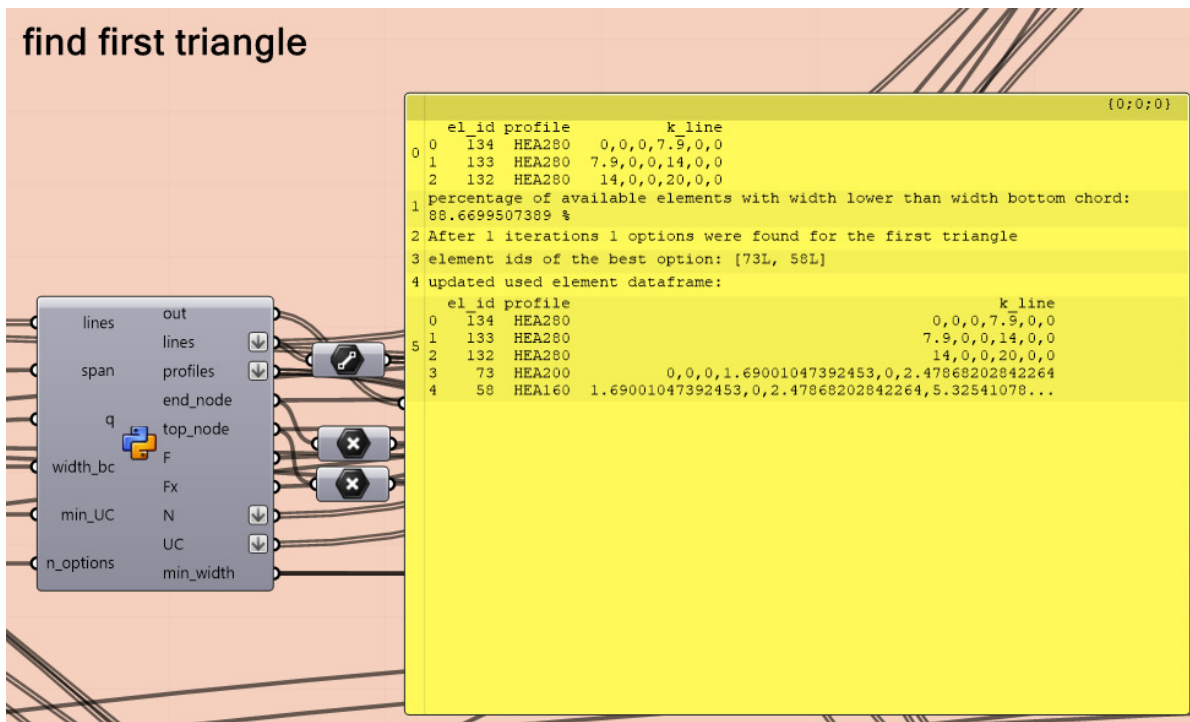 find first triangle
{0;0;0}
el_id profile k_line
0
0 134 HEA280 0,0,0,7.9,0,0
1 133 HEA280 7.9,0,0,14,0,0
2 132 HEA280 14,0,0,20,0,0
1 percentage of available elements with width lower than width bottom chord:
88.6699507389 %
2 After 1 iterations 1 options were found for the first triangle
3 element ids of the best option: [73L, 58L]
4 updated used element dataframe:
el_id profile k_line
5
0 134 HEA280 0,0,0,7.9,0,0
1 133 HEA280 7.9,0,0,14,0,0
2 132 HEA280 14,0,0,20,0,0
3 73 HEA200 0,0,0,1.69001047392453,0,2.47868202842264
4 58 HEA160 1.69001047392453,0,2.47868202842264,5.32541078...
lines
span
q
width_bc
min_UC
n_options
out
lines
profiles
end_node
top_node
F
Fx
N
UC
min_width